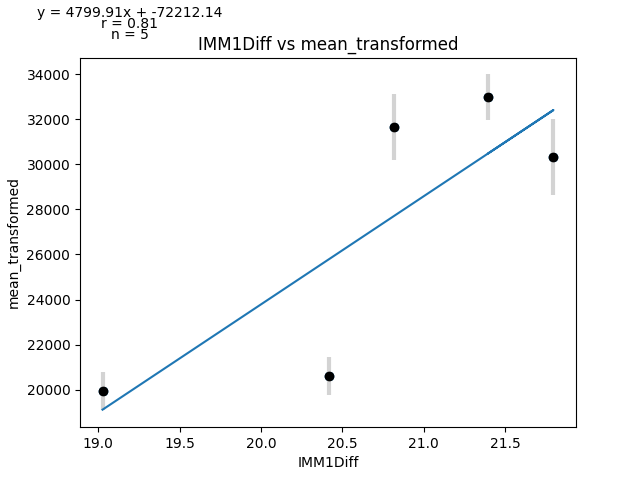 y = 4799.91x + -72212.14
r = 0.81
n = 5
IMM1Diff vs mean_transformed
34000
32000
30000
28000
26000
24000
22000
20000
mean_transformed
19.0 19.5 20.0 20.5 21.0 21.5
IMM1Diff